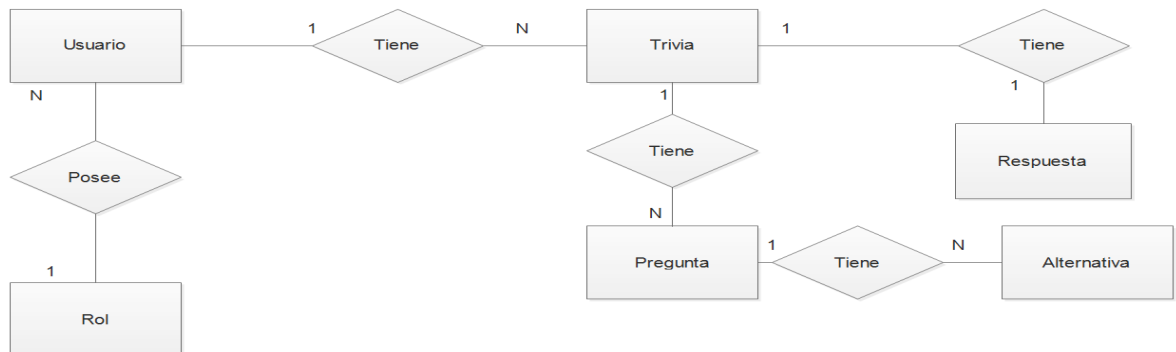 Usuario
1
Tiene
N
Trivia
1
Tiene
N
1
1
Posee
Tiene
Respuesta
N
1
Pregunta
1
Tiene
N
Alternativa
Rol